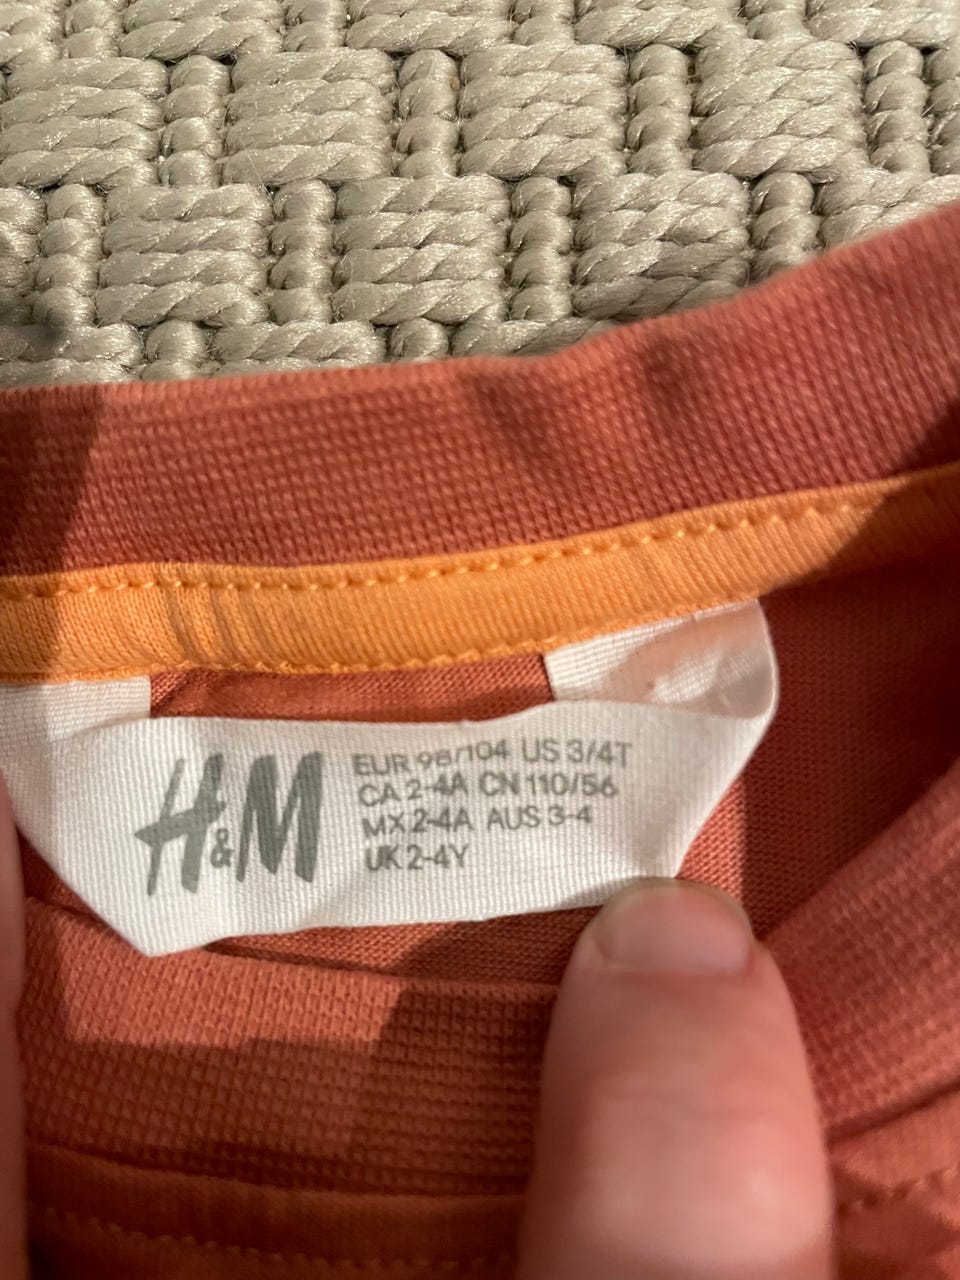 H&M
EUR 98/104 US 3/4T
CA 2-4A CN 110/56
MX 2-4A AUS 3-4
UK 2-4Y